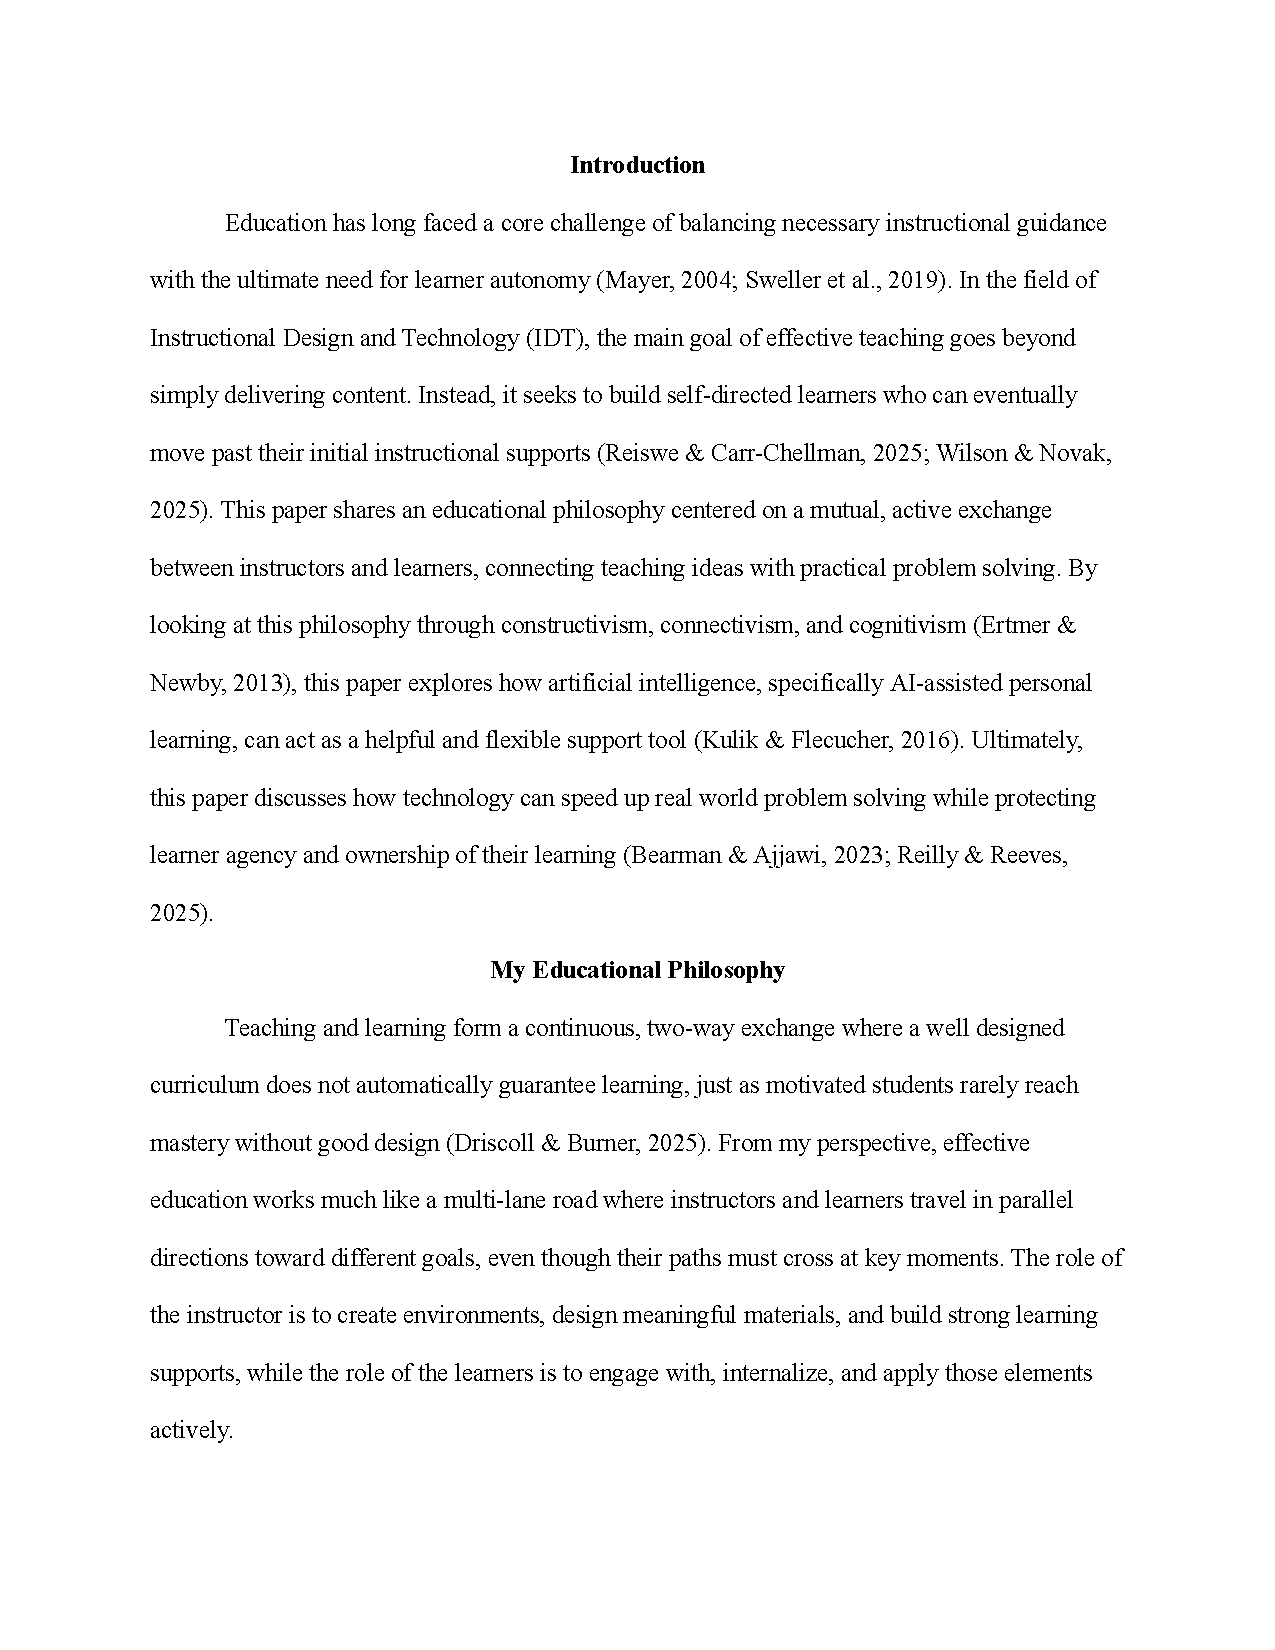 Introduction
Education has long faced a core challenge of balancing necessary instructional guidance
with the ultimate need for learner autonomy (Mayer, 2004; Sweller et al., 2019). In the field of
Instructional Design and Technology (IDT), the main goal of effective teaching goes beyond
simply delivering content. Instead, it seeks to build self-directed learners who can eventually
move past their initial instructional supports (Reiswe & Carr-Chellman, 2025; Wilson & Novak,
2025). This paper shares an educational philosophy centered on a mutual, active exchange
between instructors and learners, connecting teaching ideas with practical problem solving. By
looking at this philosophy through constructivism, connectivism, and cognitivism (Ertmer &
Newby, 2013), this paper explores how artificial intelligence, specifically AI-assisted personal
learning, can act as a helpful and flexible support tool (Kulik & Flecucher, 2016). Ultimately,
this paper discusses how technology can speed up real world problem solving while protecting
learner agency and ownership of their learning (Bearman & Ajjawi, 2023; Reilly & Reeves,
2025).
My Educational Philosophy
Teaching and learning form a continuous, two-way exchange where a well designed
curriculum does not automatically guarantee learning, just as motivated students rarely reach
mastery without good design (Driscoll & Burner, 2025). From my perspective, effective
education works much like a multi-lane road where instructors and learners travel in parallel
directions toward different goals, even though their paths must cross at key moments. The role of
the instructor is to create environments, design meaningful materials, and build strong learning
supports, while the role of the learners is to engage with, internalize, and apply those elements
actively.